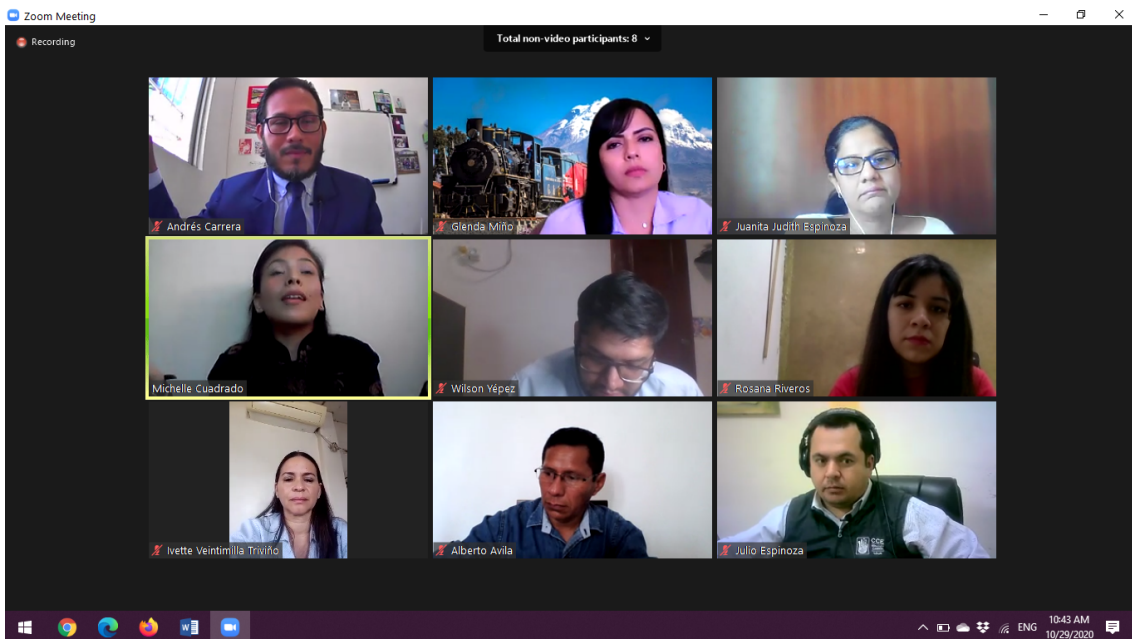 Zoom Meeting
Recording
Total non-video participants: 8
Andrés Carrera
Glenda Miño
Juanita Judith Espinoza
Michelle Cuadrado
Wilson Yépez
Rosana Riveros
Ivette Veintimilla Triviño
Alberto Avila
CCE
Julio Espinoza
ENG
10:43 AM
10/29/2020